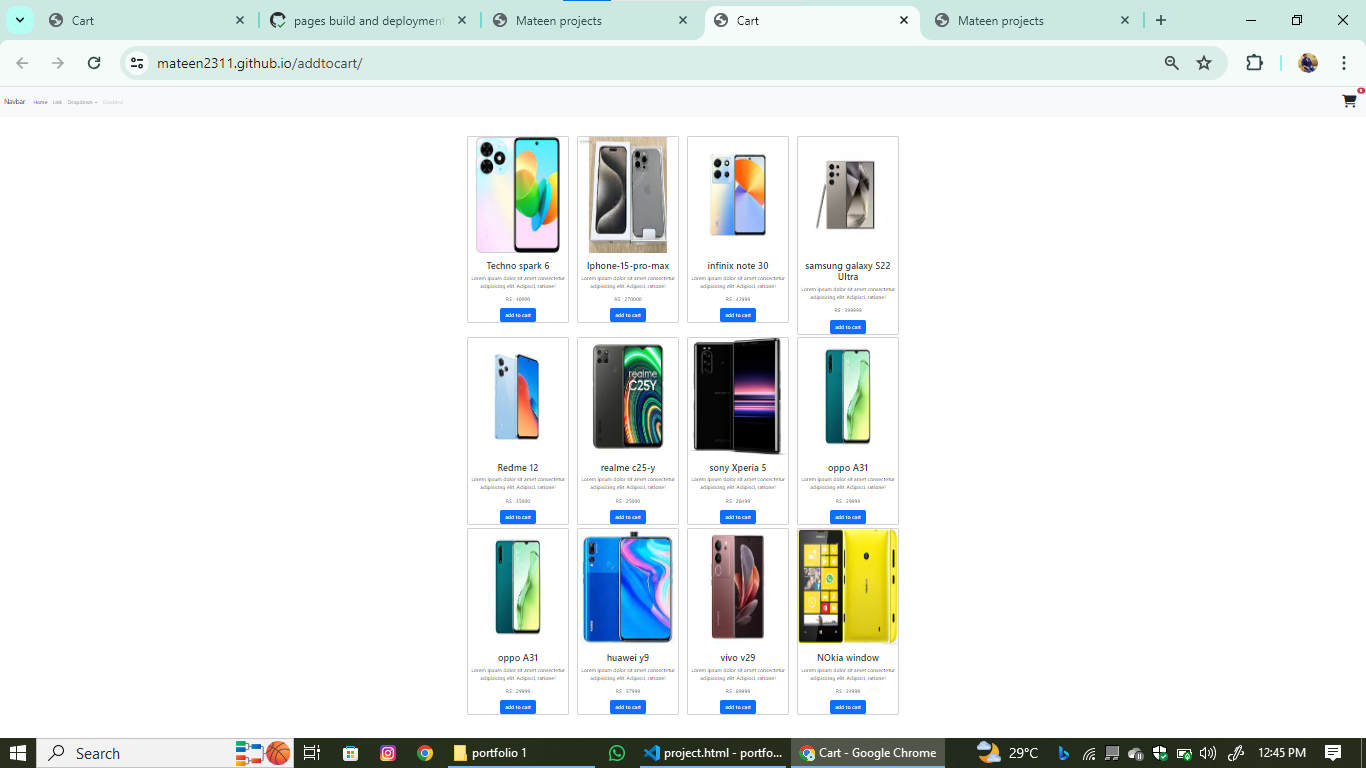 Cart
pages build and deployment
Mateen projects
Cart
Mateen projects
mateen2311.github.io/addtocart/
Navbar Home Link Dropdown Disabled
0
Techno spark 6
Lorem ipsum dolor sit amet consectetur
adipisicing elit. Adipisci, ratione!
RS : 40000
add to cart
Iphone-15-pro-max
Lorem ipsum dolor sit amet consectetur
adipisicing elit. Adipisci, ratione!
RS : 270000
add to cart
infinix note 30
Lorem ipsum dolor sit amet consectetur
adipisicing elit. Adipisci, ratione!
RS : 42999
add to cart
samsung galaxy S22
Ultra
Lorem ipsum dolor sit amet consectetur
adipisicing elit. Adipisci, ratione!
RS : 399999
add to cart
Redme 12
Lorem ipsum dolor sit amet consectetur
adipisicing elit. Adipisci, ratione!
RS : 35000
add to cart
realme
C25Y
realme c25-y
Lorem ipsum dolor sit amet consectetur
adipisicing elit. Adipisci, ratione!
RS : 25000
add to cart
sony Xperia 5
Lorem ipsum dolor sit amet consectetur
adipisicing elit. Adipisci, ratione!
RS : 28499
add to cart
oppo A31
Lorem ipsum dolor sit amet consectetur
adipisicing elit. Adipisci, ratione!
RS : 29999
add to cart
oppo A31
Lorem ipsum dolor sit amet consectetur
adipisicing elit. Adipisci, ratione!
RS : 29999
add to cart
huawei y9
Lorem ipsum dolor sit amet consectetur
adipisicing elit. Adipisci, ratione!
RS : 37999
add to cart
vivo v29
Lorem ipsum dolor sit amet consectetur
adipisicing elit. Adipisci, ratione!
RS : 89999
add to cart
NOkia window
Lorem ipsum dolor sit amet consectetur
adipisicing elit. Adipisci, ratione!
RS : 24999
add to cart
Search
portfolio 1
project.html - portfo...
Cart - Google Chrome
29°C
12:45 PM